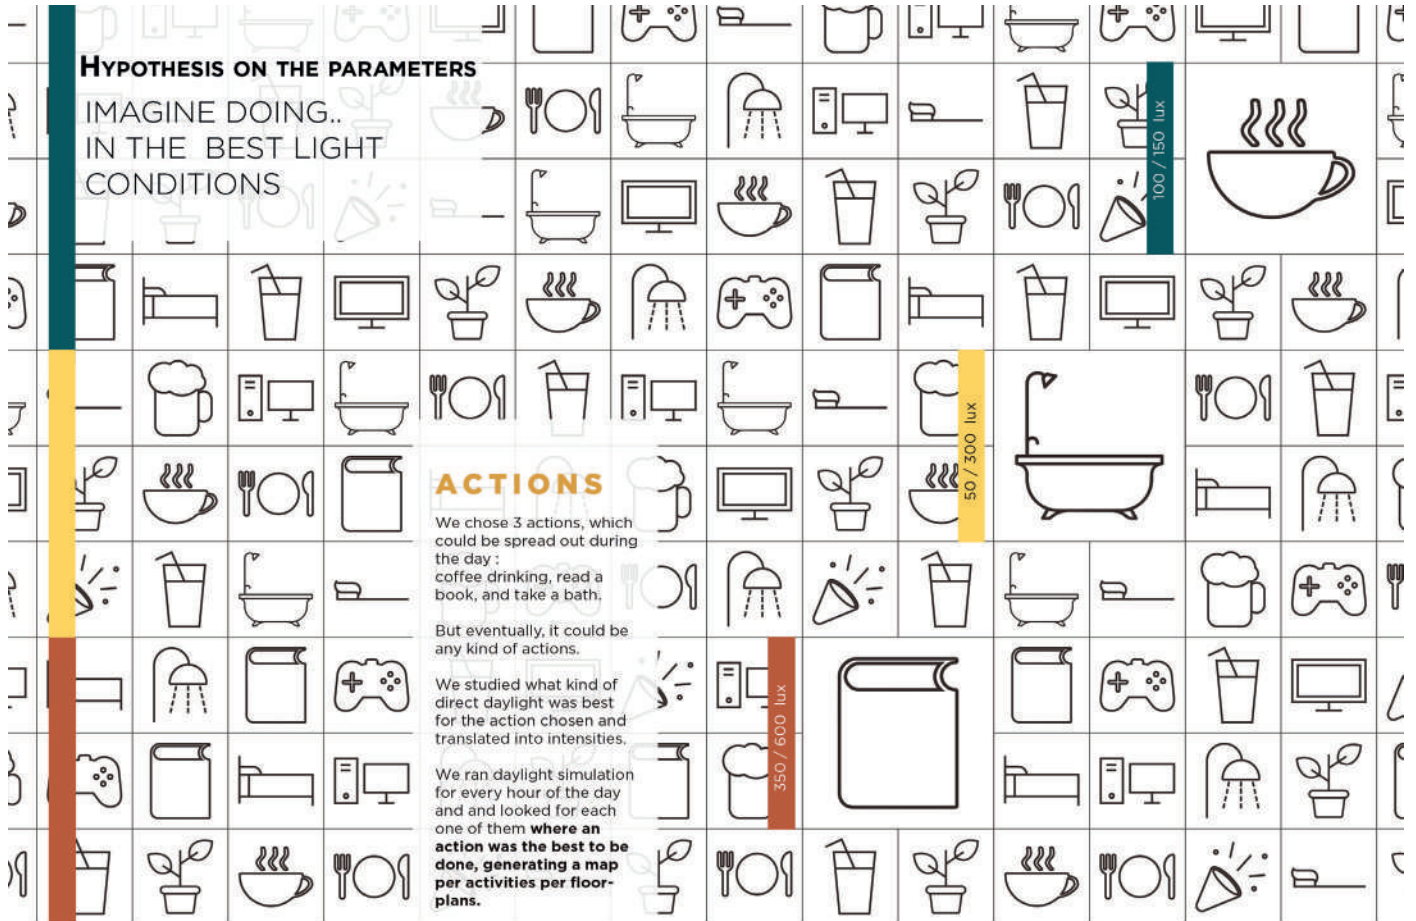 HYPOTHESIS ON THE PARAMETERS
IMAGINE DOING..
IN THE BEST LIGHT
CONDITIONS
100 / 150 lux
50 / 300 lux
ACTIONS
We chose 3 actions, which
could be spread out during
the day :
coffee drinking, read a
book, and take a bath.
But eventually, it could be
any kind of actions.
We studied what kind of
direct daylight was best
for the action chosen and
translated into intensities.
We ran daylight simulation
for every hour of the day
and and looked for each
one of them where an
action was the best to be
done, generating a map
per activities per floor-
plans.
350 / 600 lux